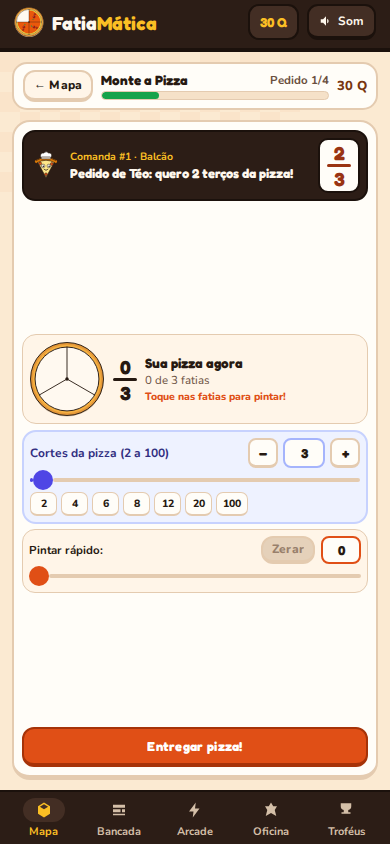 FatiaMática
30 Q
Som
← Mapa
Monte a Pizza
Pedido 1/4
30 Q
Comanda #1 · Balcão
Pedido de Téo: quero 2 terços da pizza!
2
3
0
3
Sua pizza agora
0 de 3 fatias
Toque nas fatias para pintar!
Cortes da pizza (2 a 100)
− 3 +
2 4 6 8 12 20 100
Pintar rápido:
Zerar
0
Entregar pizza!
Mapa Bancada Arcade Oficina Troféus